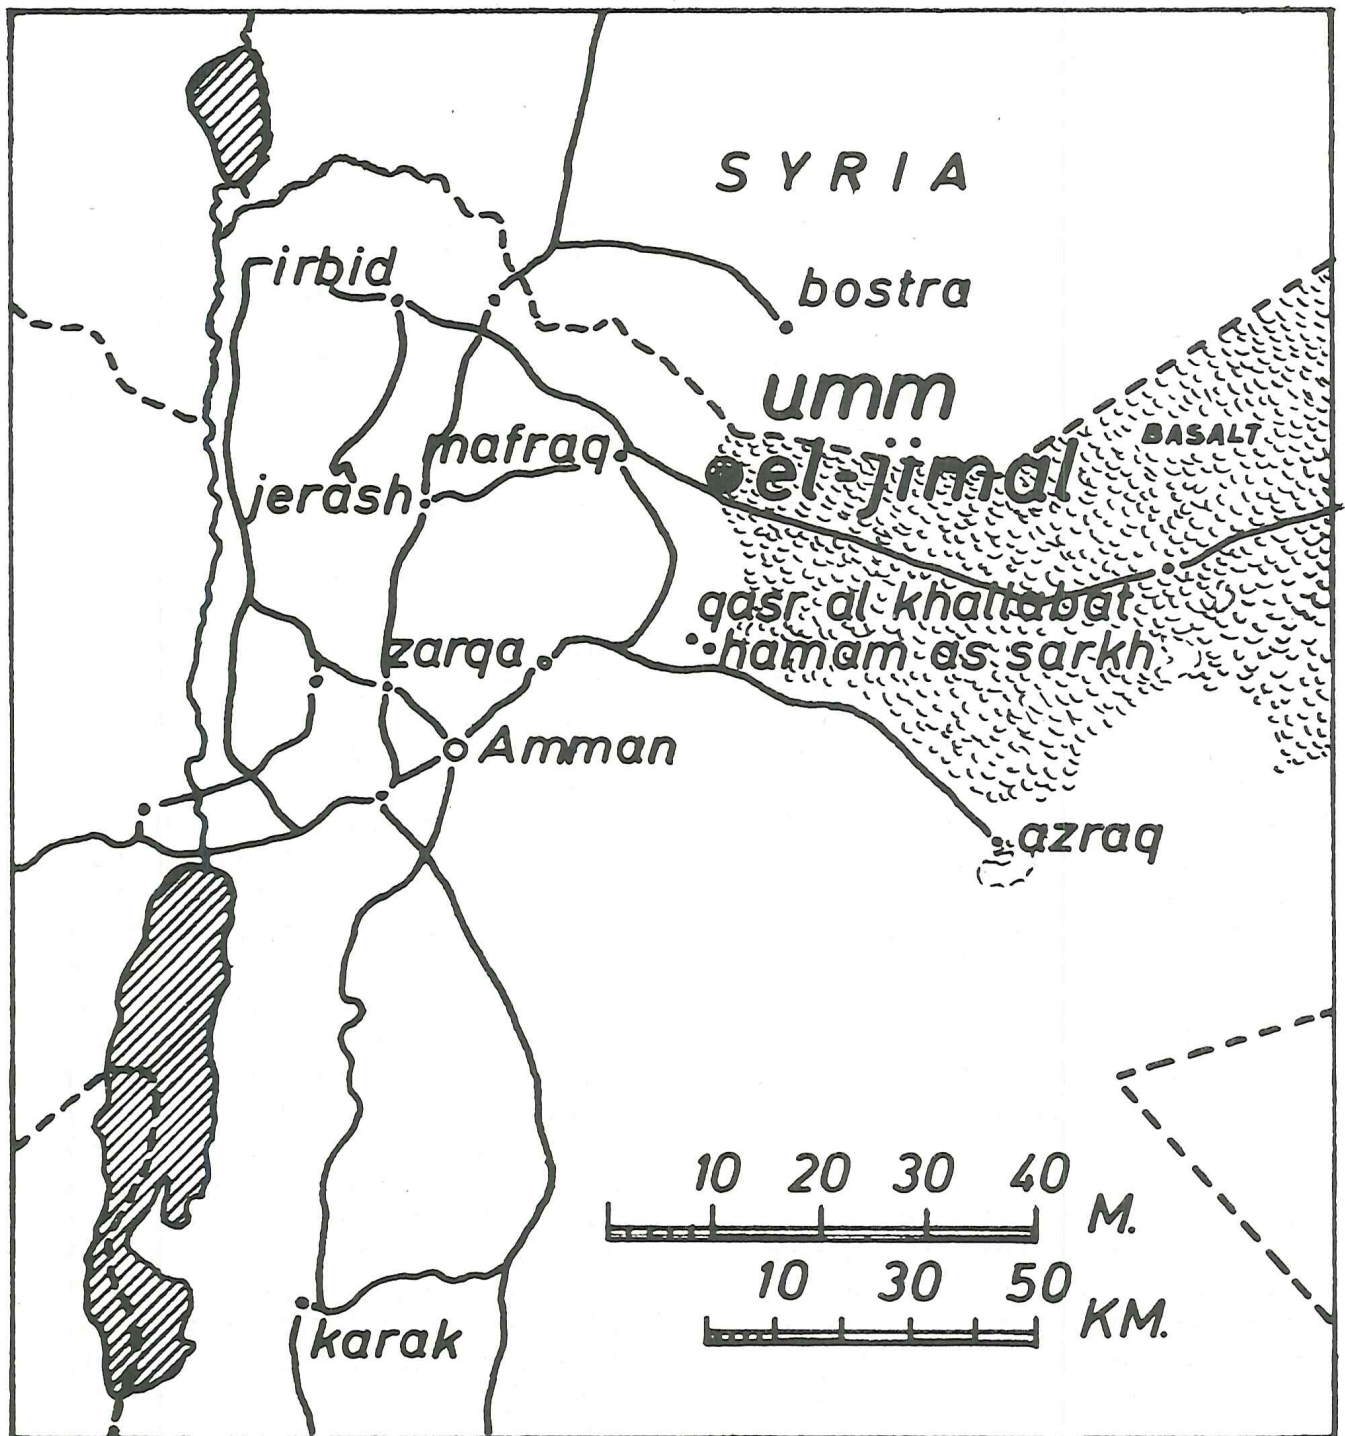 SYRIA
irbid
bostra
umm
el-jimal
BASALT
mafraq
jerash
qasr al khallabat
zarqa
hamam as sarkh
Amman
azraq
10 20 30 40 M.
10 30 50 KM.
karak